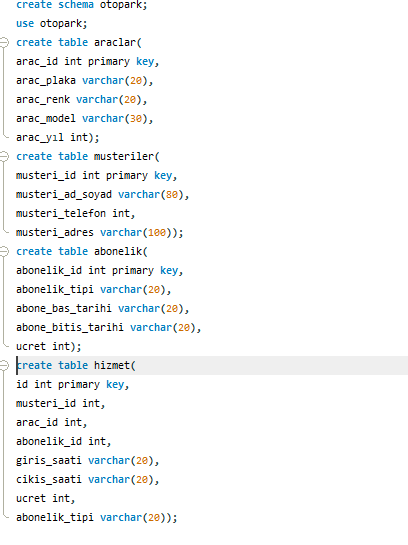 create schema otopark;
use otopark;
create table araclar(
arac_id int primary key,
arac_plaka varchar(20),
arac_renk varchar(20),
arac_model varchar(30),
arac_yıl int);
create table musteriler(
musteri_id int primary key,
musteri_ad_soyad varchar(80),
musteri_telefon int,
musteri_adres varchar(100));
create table abonelik(
abonelik_id int primary key,
abonelik_tipi varchar(20),
abone_bas_tarihi varchar(20),
abone_bitis_tarihi varchar(20),
ucret int);
create table hizmet(
id int primary key,
musteri_id int,
arac_id int,
abonelik_id int,
giris_saati varchar(20),
cikis_saati varchar(20),
ucret int,
abonelik_tipi varchar(20));